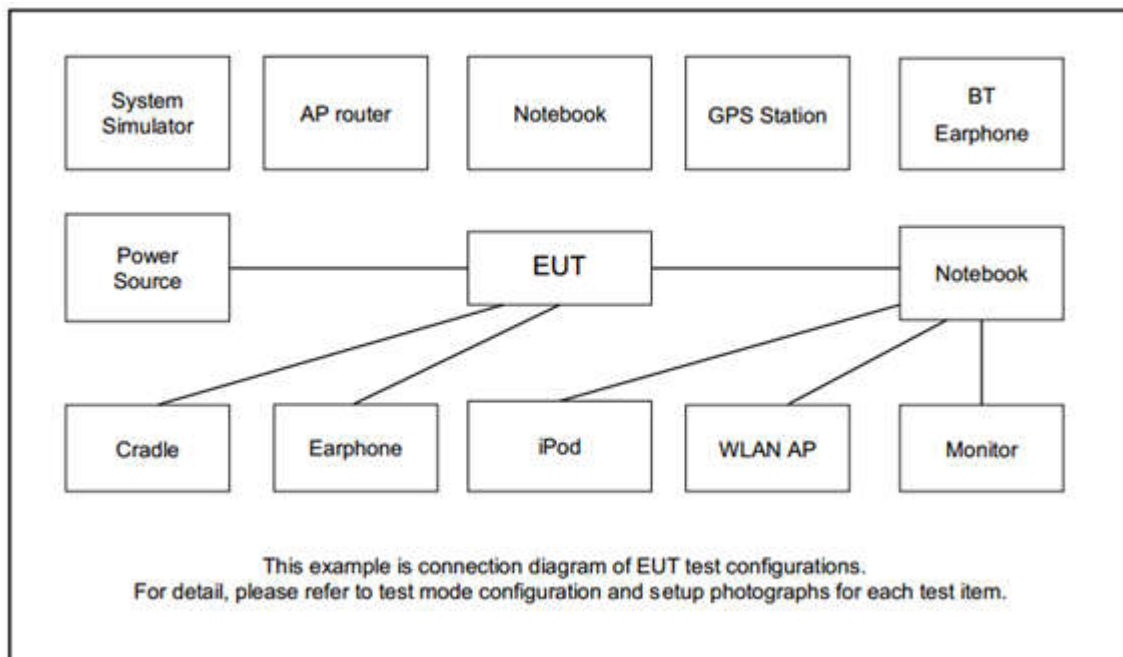 System
Simulator
AP router
Notebook
GPS Station
BT
Earphone
Power
Source
EUT
Notebook
Cradle
Earphone
iPod
WLAN AP
Monitor
This example is connection diagram of EUT test configurations.
For detail, please refer to test mode configuration and setup photographs for each test item.